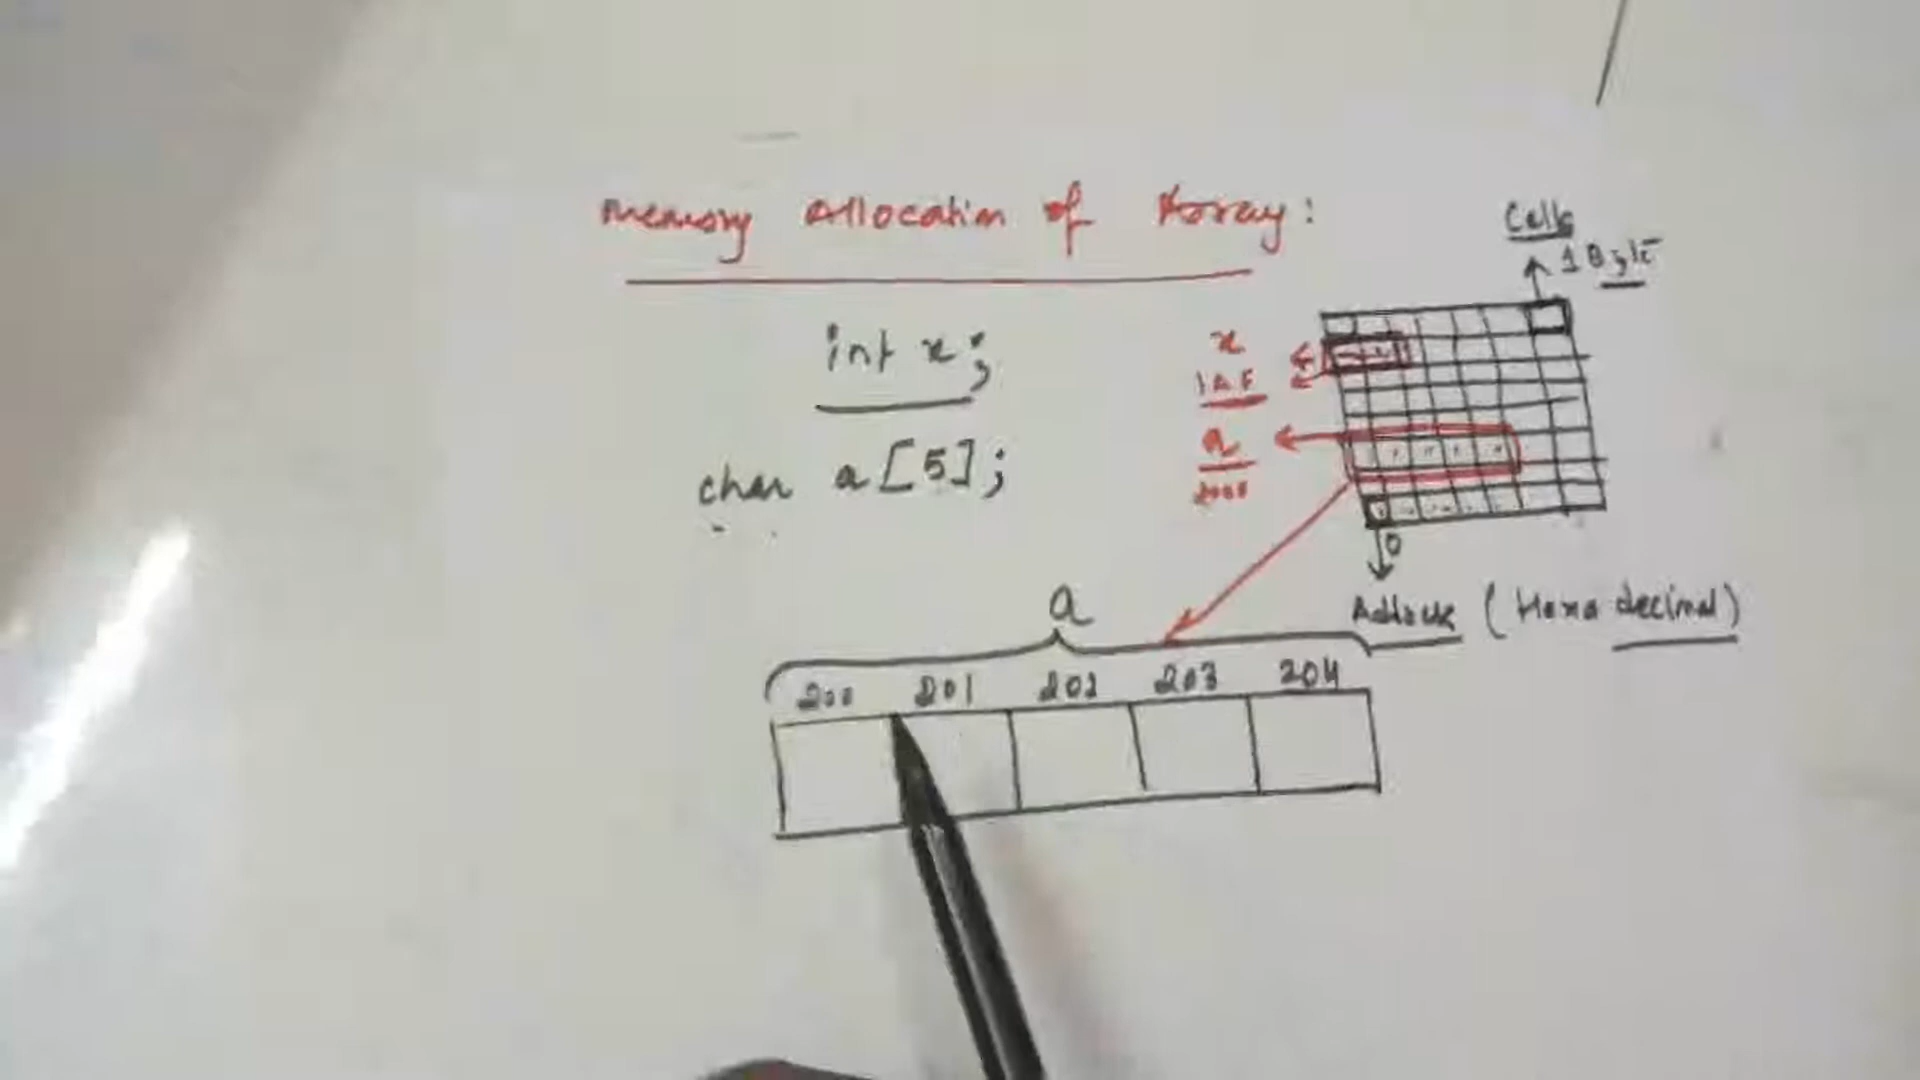 Memory Allocation of Array:
Cells
1 Byte
int x;
x
1AF
char a[5];
a
0
a
Address (Hexa decimal)
200 201 202 203 204